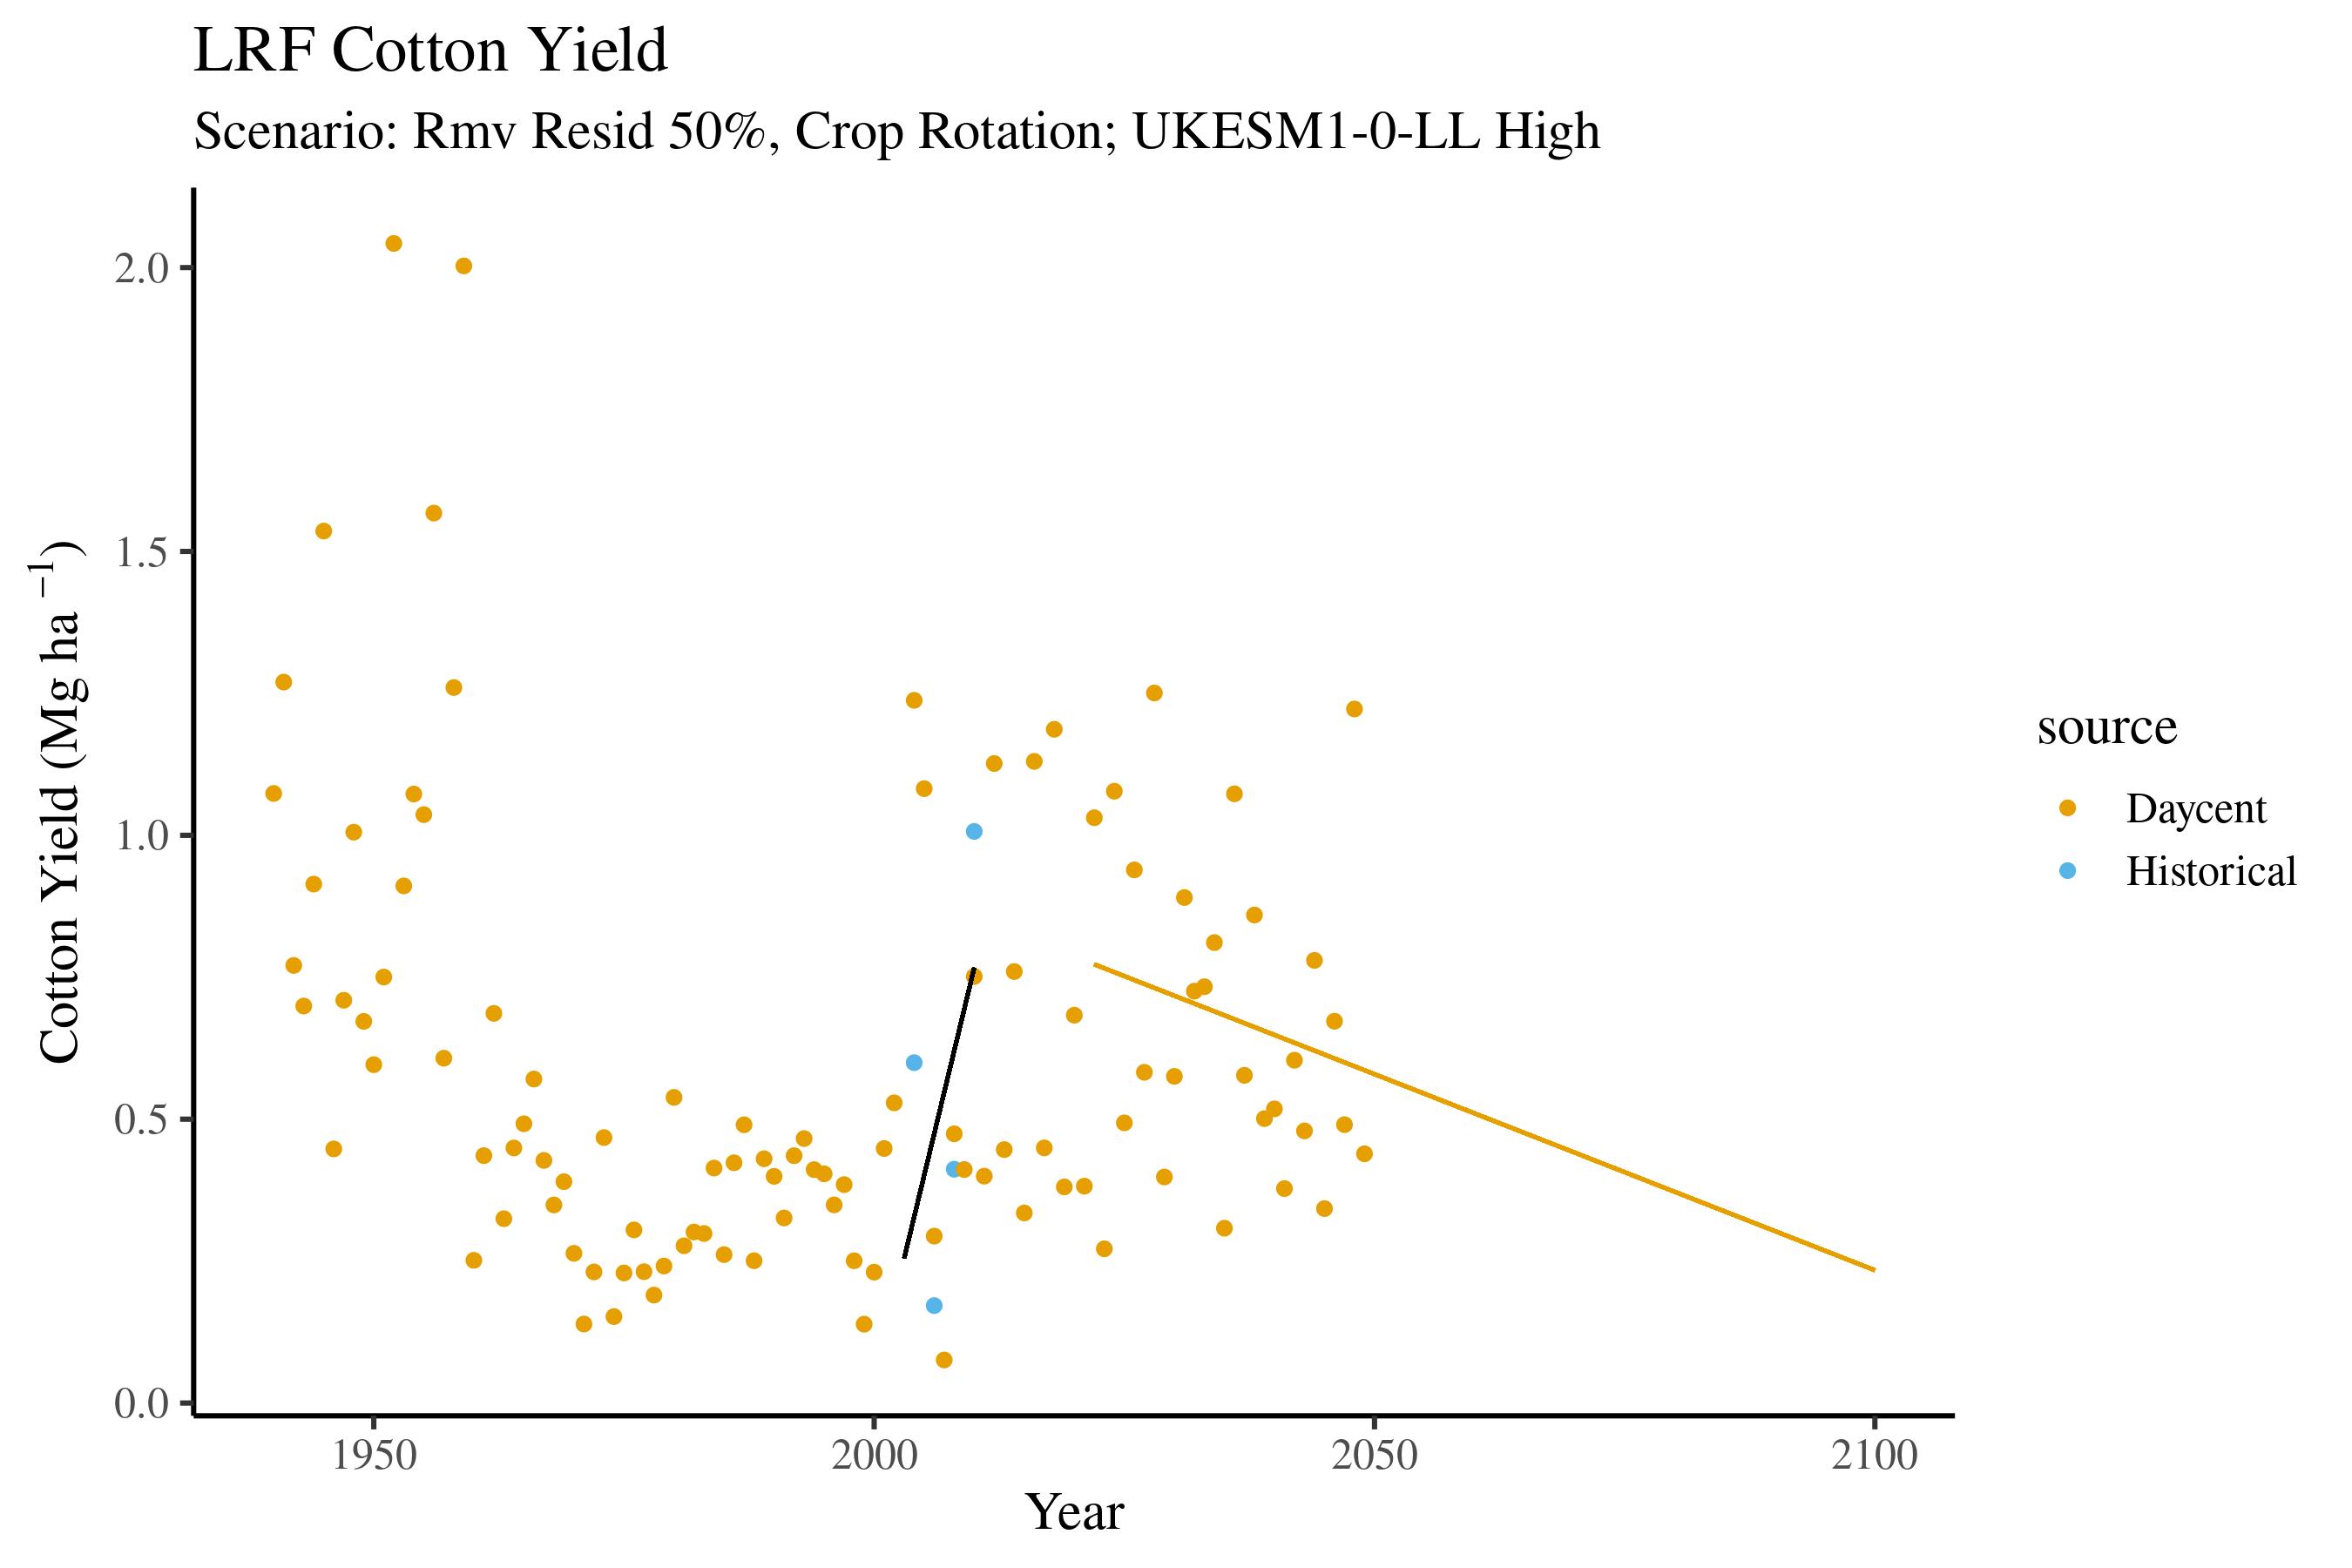 LRF Cotton Yield
Scenario: Rmv Resid 50%, Crop Rotation; UKESM1-0-LL High
Cotton Yield (Mg ha −1)
2.0
1.5
1.0
0.5
0.0
1950 2000 2050 2100
Year
source
Daycent
Historical